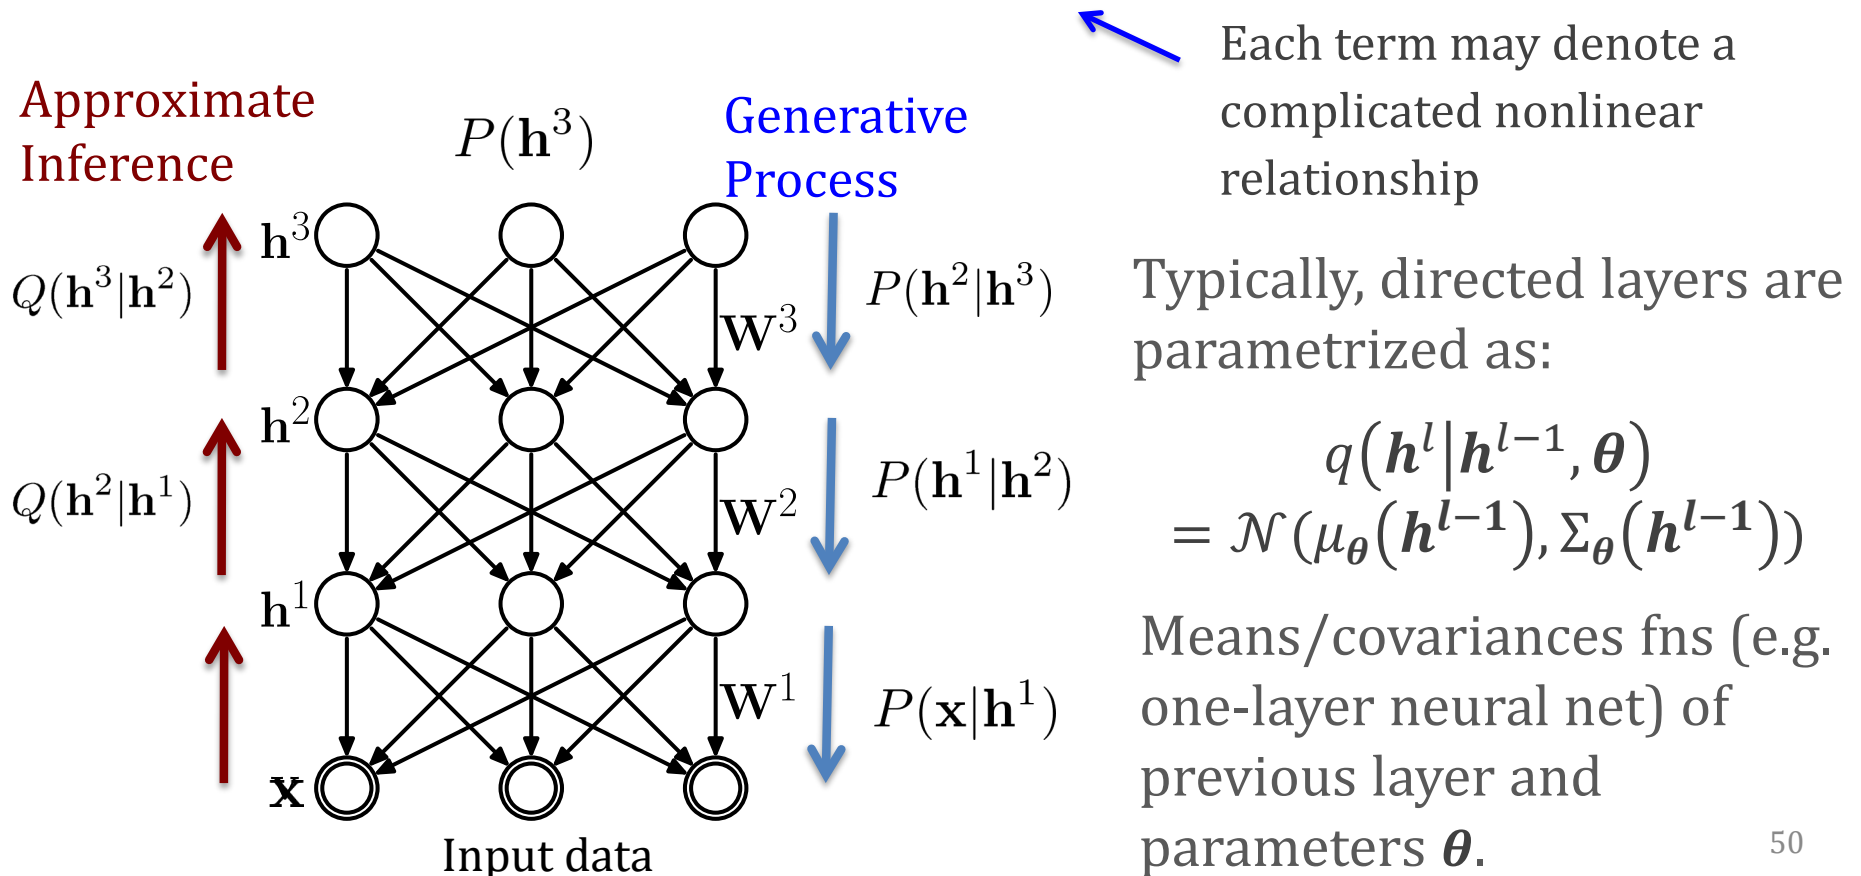 Each term may denote a
complicated nonlinear
relationship
Approximate
Inference
P(h³)
Generative
Process
h³
Q(h³|h²)
W³
P(h²|h³)
h²
Q(h²|h¹)
W²
P(h¹|h²)
h¹
W¹
P(x|h¹)
x
Input data
Typically, directed layers are
parametrized as:
q(hˡ|hˡ⁻¹, θ)
= 𝒩(μ_θ(hˡ⁻¹), Σ_θ(hˡ⁻¹))
Means/covariances fns (e.g.
one-layer neural net) of
previous layer and
parameters θ.
50